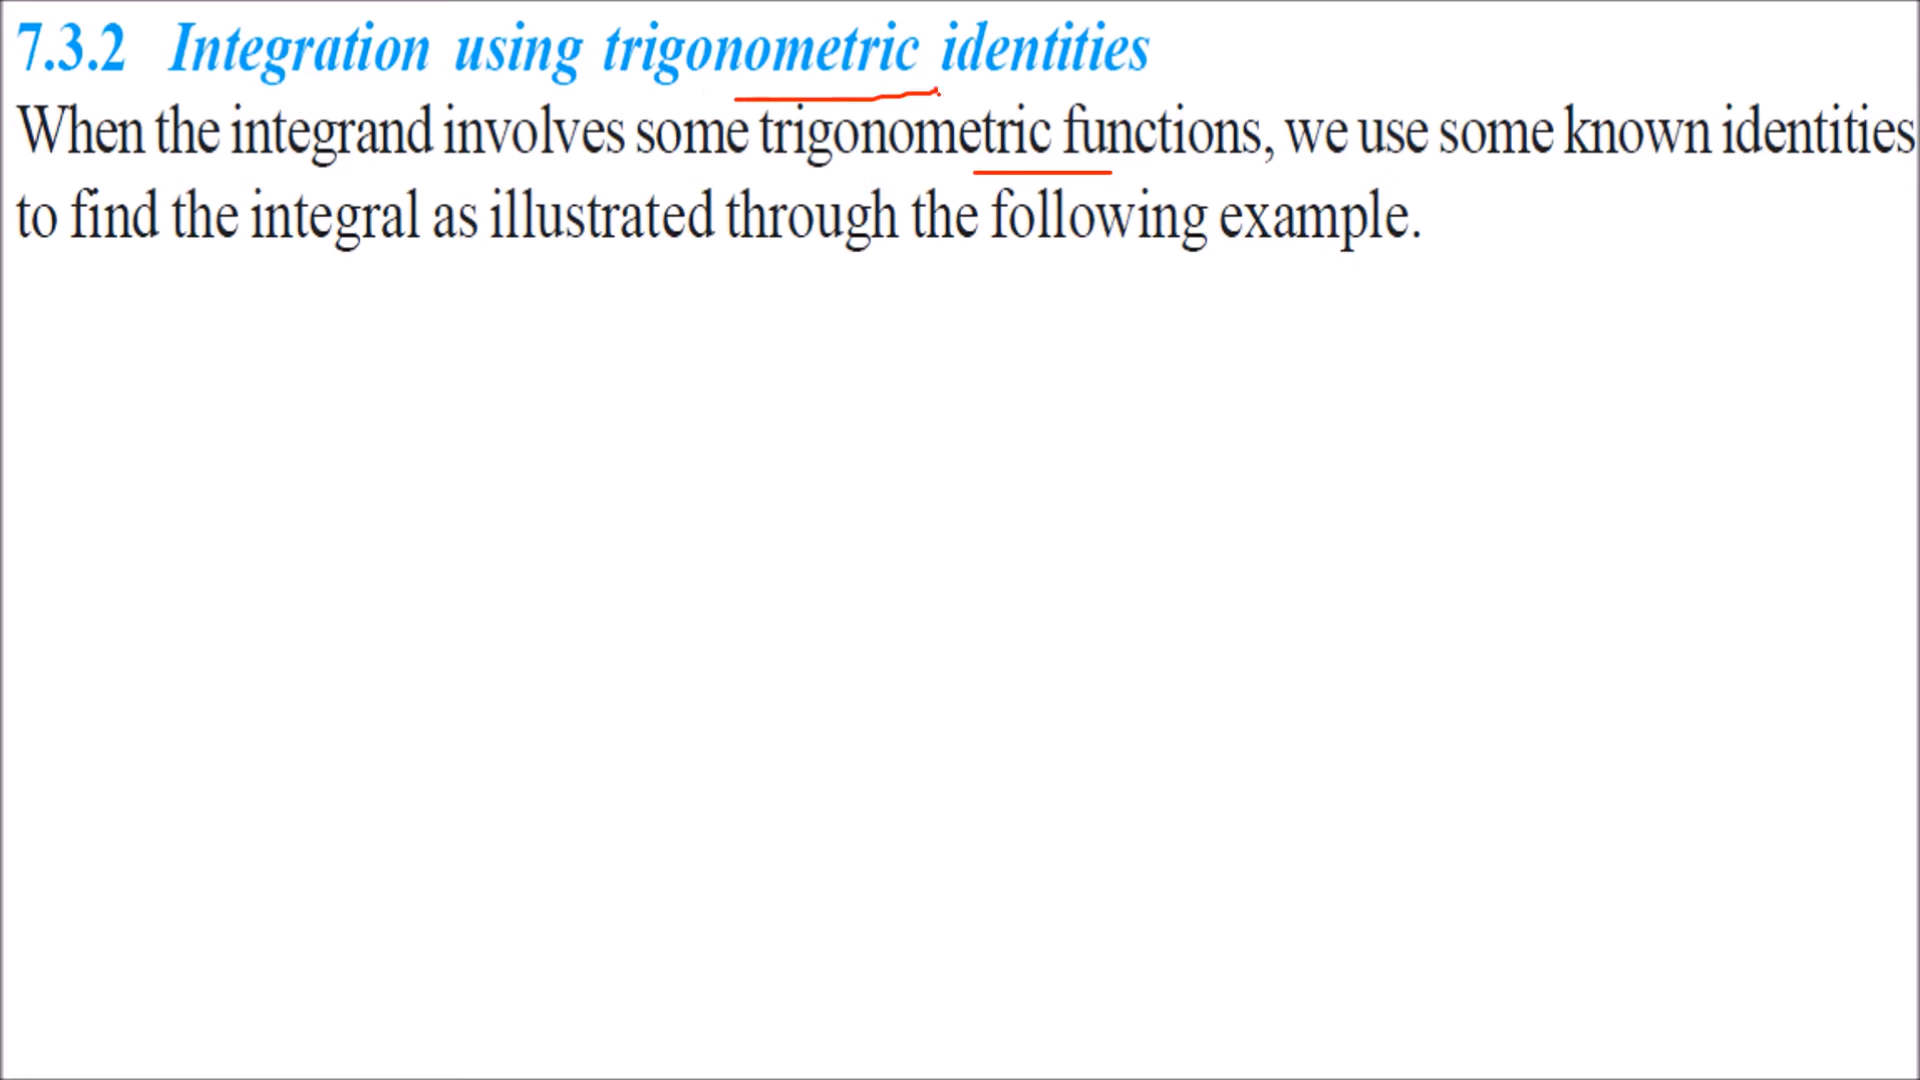 7.3.2 Integration using trigonometric identities
When the integrand involves some trigonometric functions, we use some known identities
to find the integral as illustrated through the following example.